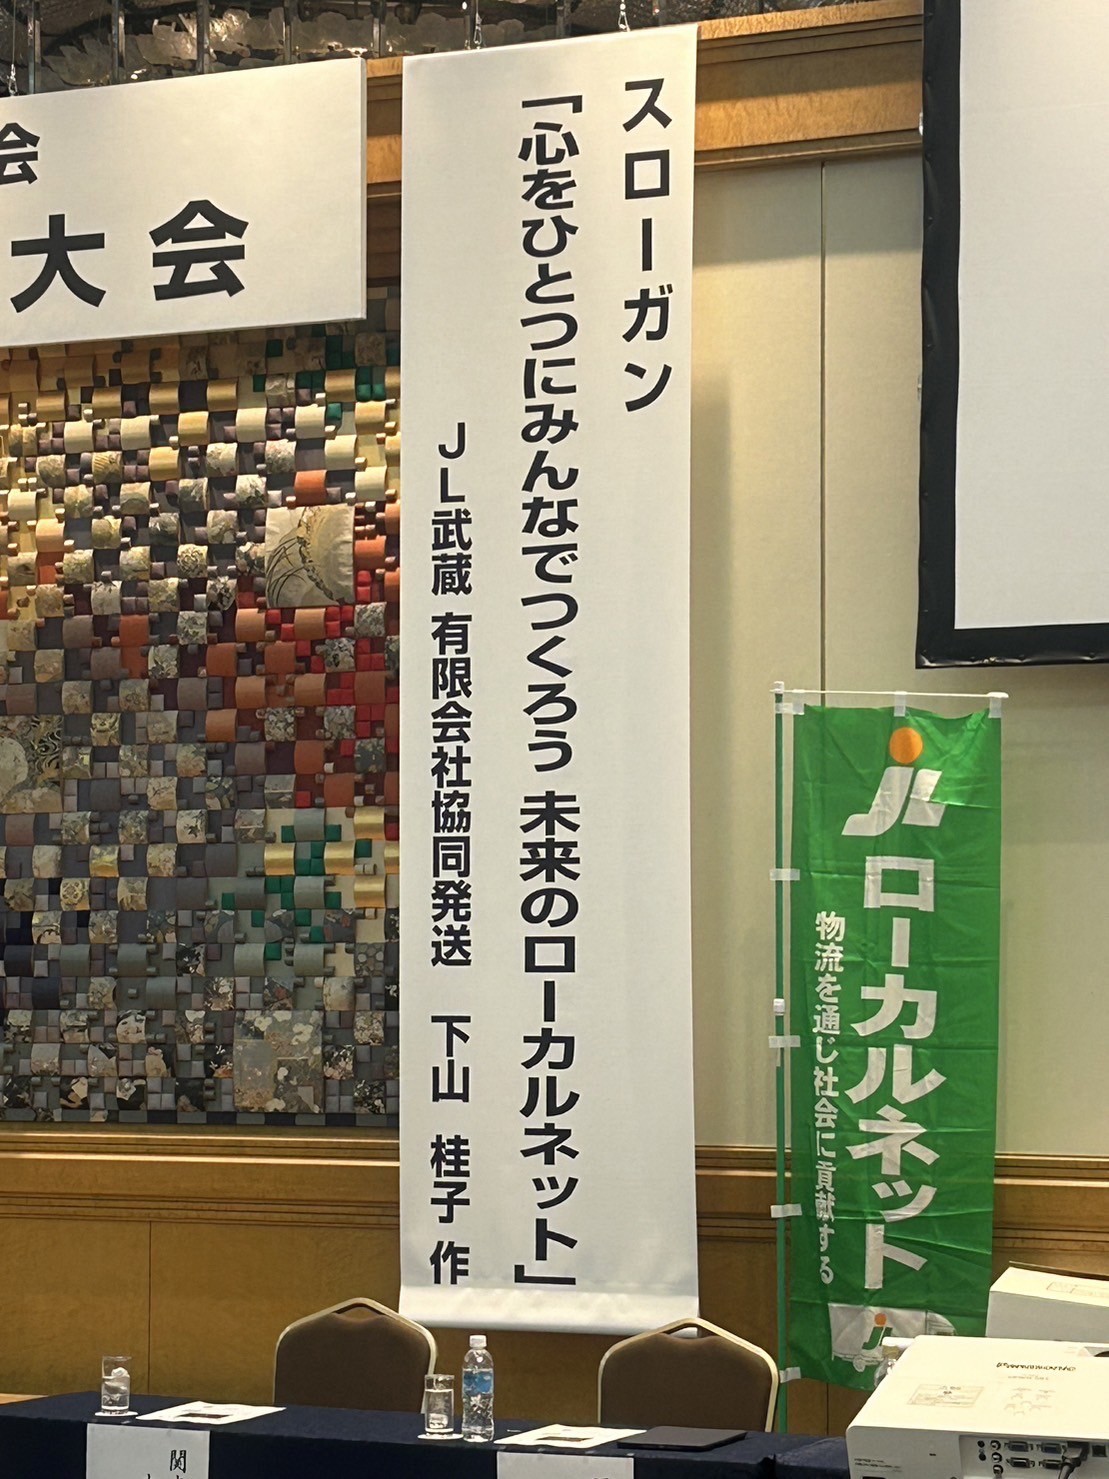 会
大会
スローガン
「心をひとつにみんなでつくろう 未来のローカルネット」
JL武蔵 有限会社協同発送 下山 桂子 作
JL
ローカルネット
物流を通じ社会に貢献する
関